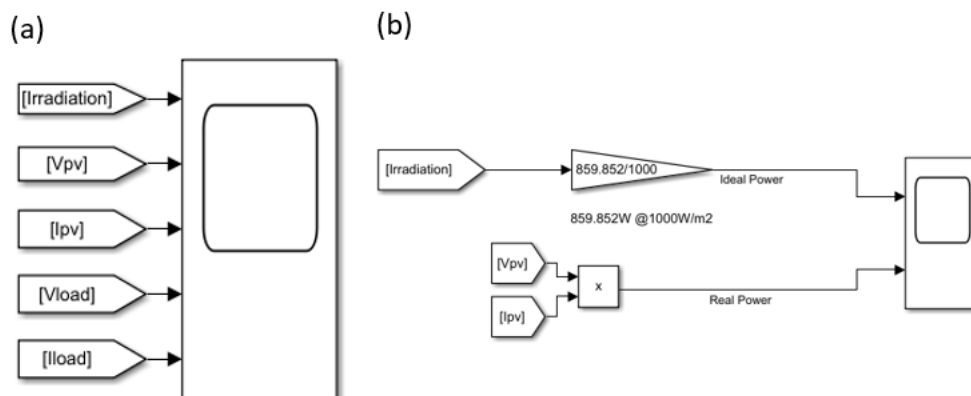 (a)
[Irradiation]
[Vpv]
[Ipv]
[Vload]
[Iload]
(b)
[Irradiation]
859.852/1000
Ideal Power
859.852W @1000W/m2
[Vpv]
x
[Ipv]
Real Power